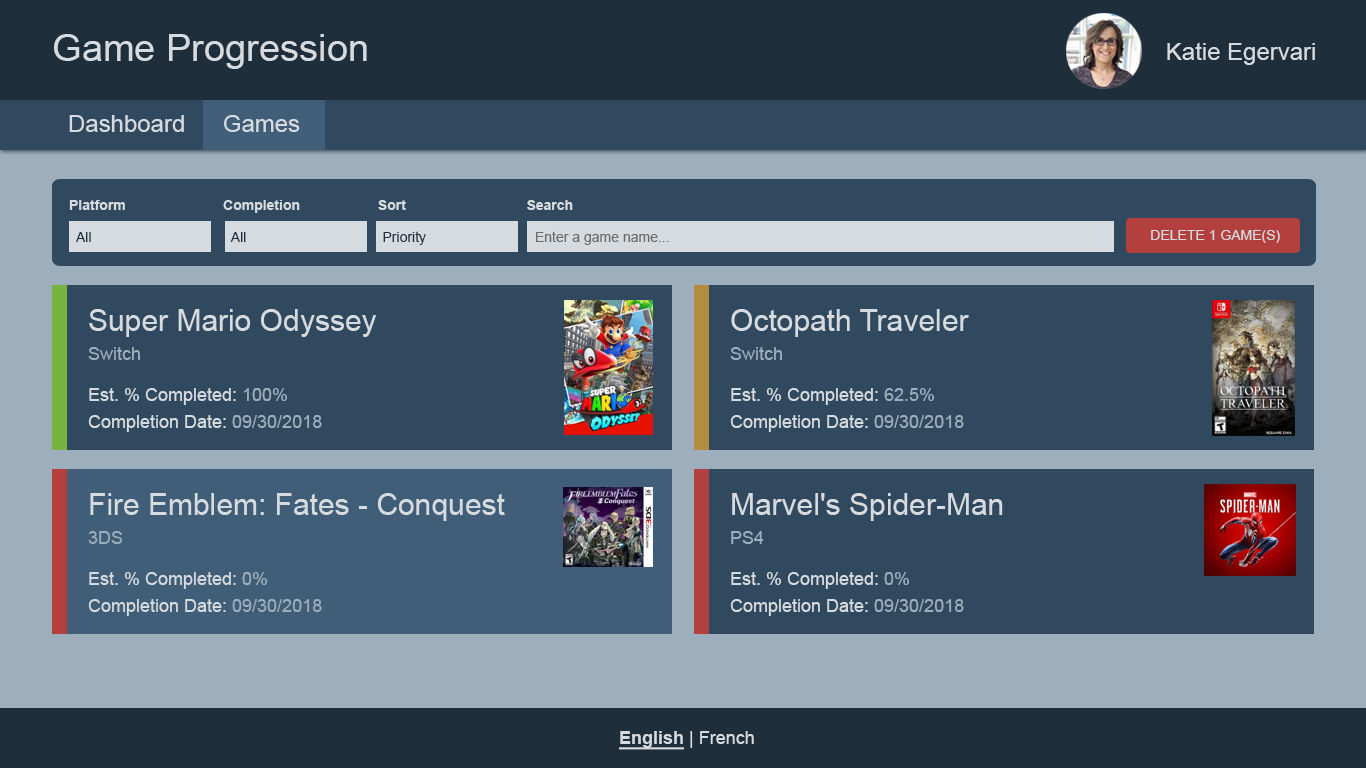 Game Progression
Katie Egervari
Dashboard Games
Platform Completion Sort Search
All All Priority Enter a game name... DELETE 1 GAME(S)
Super Mario Odyssey
Switch
Est. % Completed: 100%
Completion Date: 09/30/2018
SUPER
MARIO
ODYSSEY
Octopath Traveler
Switch
Est. % Completed: 62.5%
Completion Date: 09/30/2018
OCTOPATH
TRAVELER
SQUARE ENIX
Fire Emblem: Fates - Conquest
3DS
Est. % Completed: 0%
Completion Date: 09/30/2018
FIRE EMBLEM Fates
Conquest
Marvel's Spider-Man
PS4
Est. % Completed: 0%
Completion Date: 09/30/2018
MARVEL
SPIDER-MAN
English | French